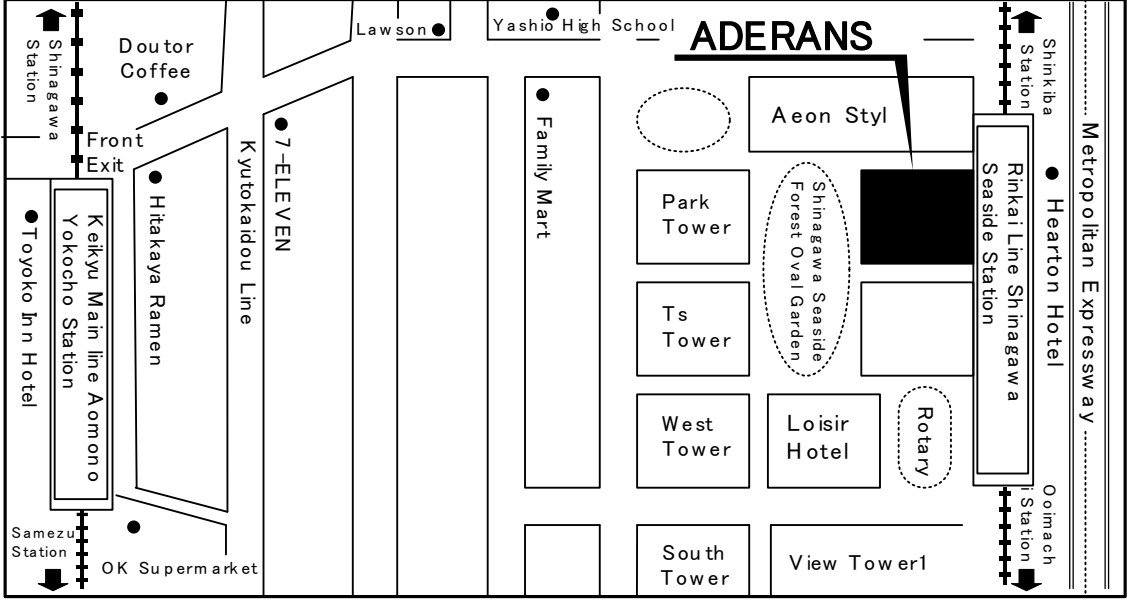 Shinagawa
Station
Doutor
Coffee
Lawson
Yashio High School
ADERANS
Shinkiba
Station
Aeon Styl
Front
Exit
Kyutokaidou Line
7-ELEVEN
Family Mart
Hitakaya Ramen
Toyoko Inn Hotel
Keikyu Main line Aomono
Yokocho Station
Park
Tower
Shinagawa Seaside
Forest Oval Garden
Rinkai Line Shinagawa
Seaside Station
Hearton Hotel
Metropolitan Expressway
Ts
Tower
West
Tower
Loisir
Hotel
Rotary
Samezu
Station
OK Supermarket
South
Tower
View Tower1
Ooimach
i Station